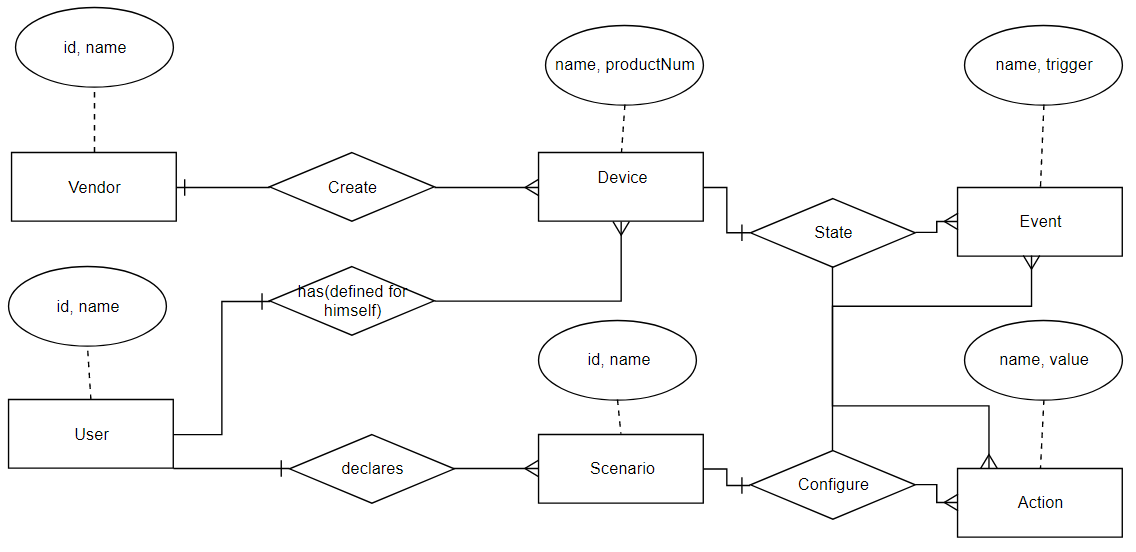 id, name
name, productNum
name, trigger
Vendor
Create
Device
State
Event
id, name
has(defined for
himself)
id, name
name, value
User
declares
Scenario
Configure
Action